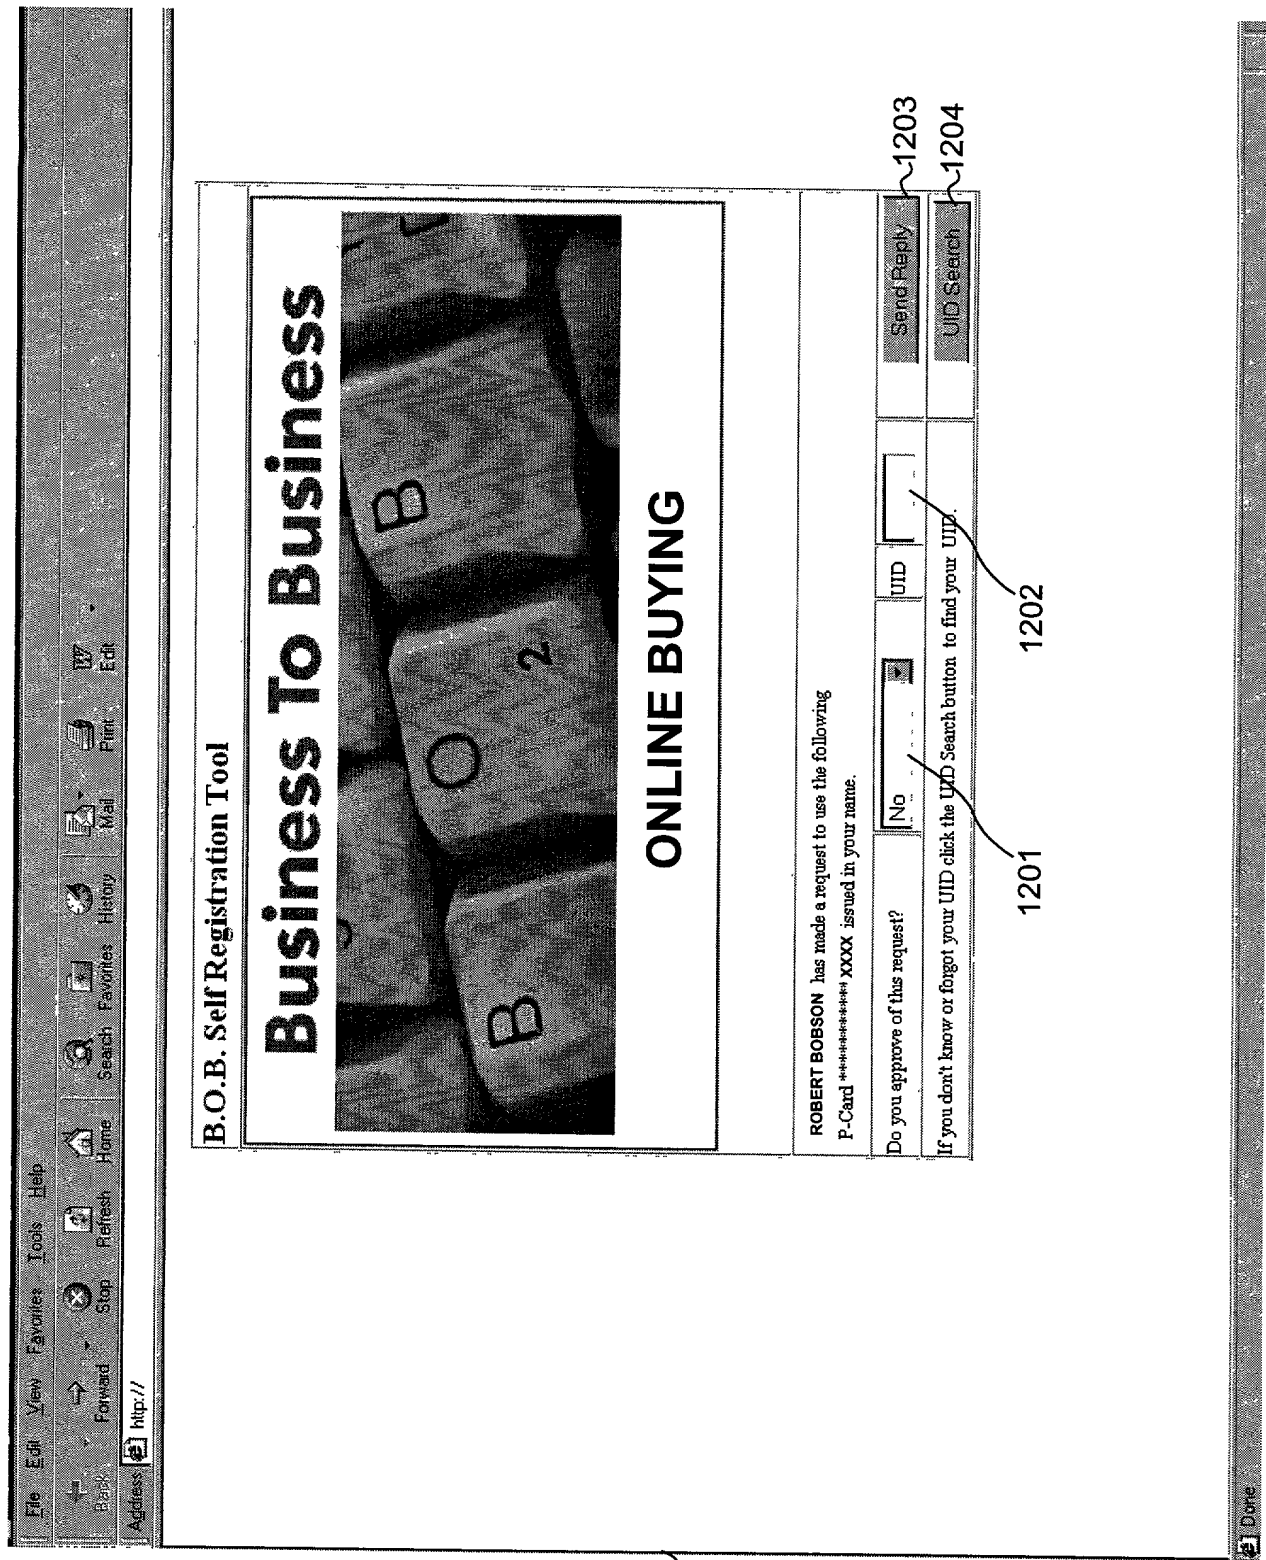 File Edit View Favorites Tools Help
Back Forward Stop Refresh Home Search Favorites History Mail Print Edit
Address http://
B.O.B. Self Registration Tool
Business To Business
B O 2 B
ONLINE BUYING
ROBERT BOBSON has made a request to use the following
P-Card ************XXXX issued in your name.
Do you approve of this request? No UID Send Reply
If you don't know or forgot your UID click the UID Search button to find your UID. UID Search
1201
1202
1203
1204
Done